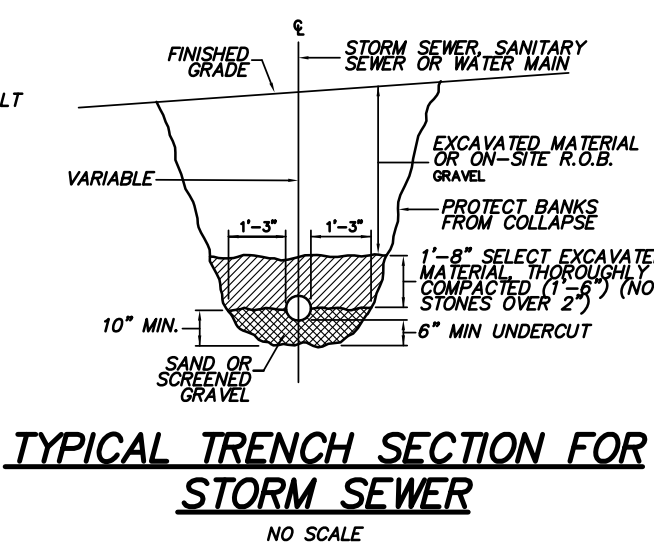 ℄
FINISHED
GRADE
STORM SEWER, SANITARY
SEWER OR WATER MAIN
LT
EXCAVATED MATERIAL
OR ON-SITE R.O.B.
GRAVEL
VARIABLE
PROTECT BANKS
FROM COLLAPSE
1'-3" 1'-3"
1'-8" SELECT EXCAVATE
MATERIAL, THOROUGHLY
COMPACTED (1'-6") (NO
STONES OVER 2")
10" MIN.
6" MIN UNDERCUT
SAND OR
SCREENED
GRAVEL
TYPICAL TRENCH SECTION FOR
STORM SEWER
NO SCALE